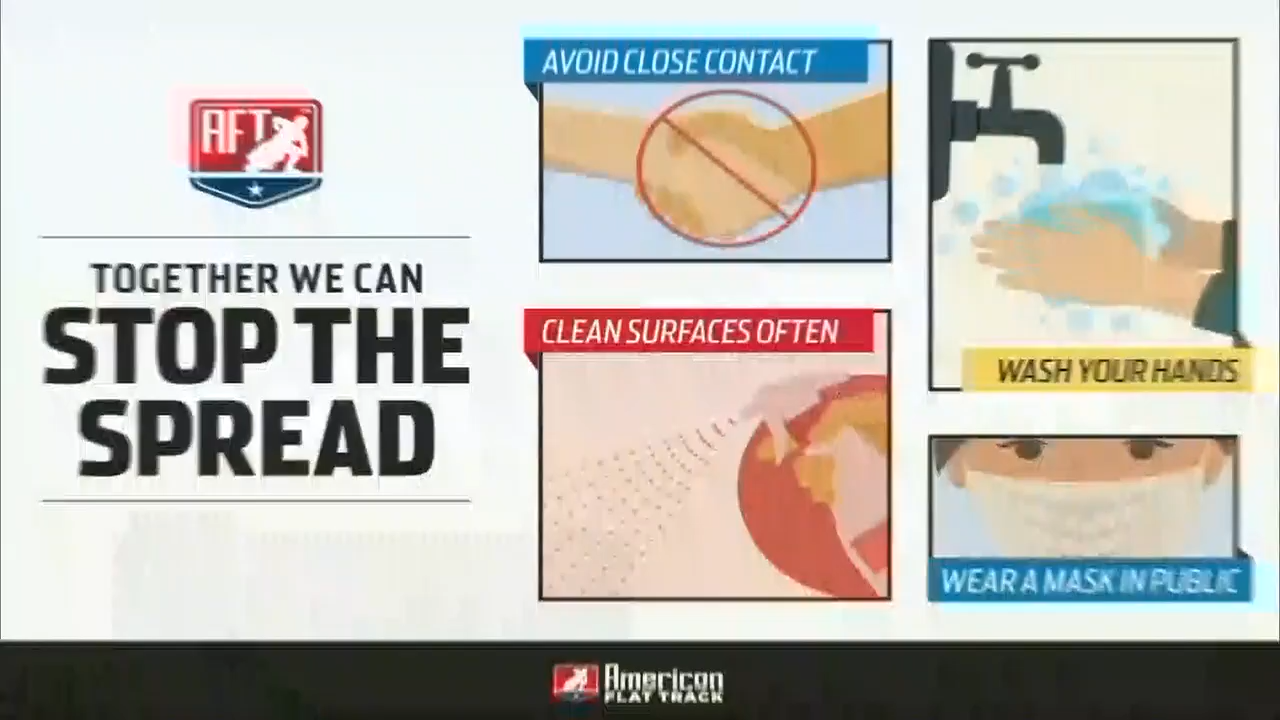 AFT
TOGETHER WE CAN
STOP THE
SPREAD
AVOID CLOSE CONTACT
CLEAN SURFACES OFTEN
WASH YOUR HANDS
WEAR A MASK IN PUBLIC
American
FLAT TRACK